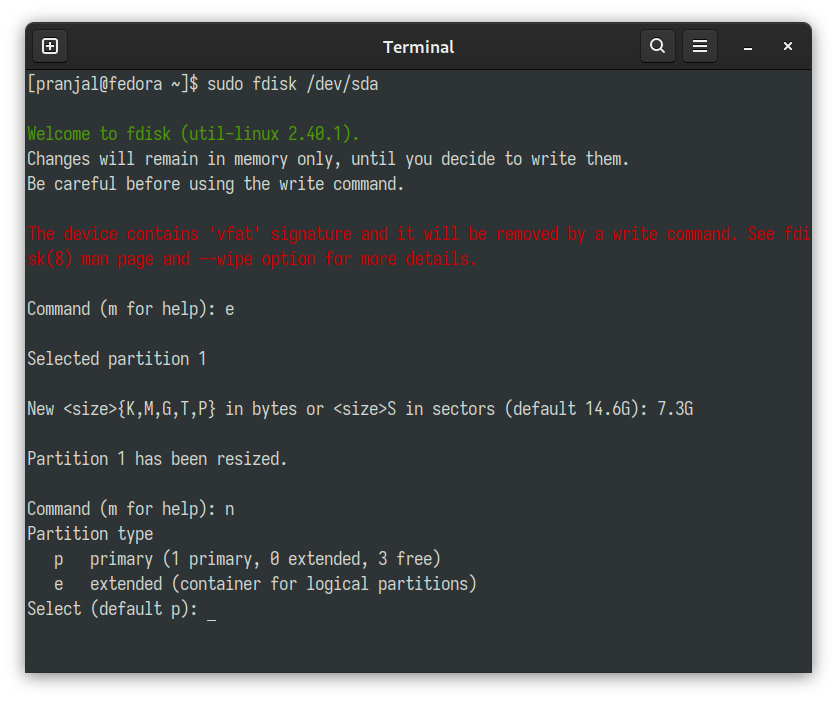 Terminal
[pranjal@fedora ~]$ sudo fdisk /dev/sda
Welcome to fdisk (util-linux 2.40.1).
Changes will remain in memory only, until you decide to write them.
Be careful before using the write command.
The device contains 'vfat' signature and it will be removed by a write command. See fdi
sk(8) man page and --wipe option for more details.
Command (m for help): e
Selected partition 1
New <size>{K,M,G,T,P} in bytes or <size>S in sectors (default 14.6G): 7.3G
Partition 1 has been resized.
Command (m for help): n
Partition type
   p   primary (1 primary, 0 extended, 3 free)
   e   extended (container for logical partitions)
Select (default p): _